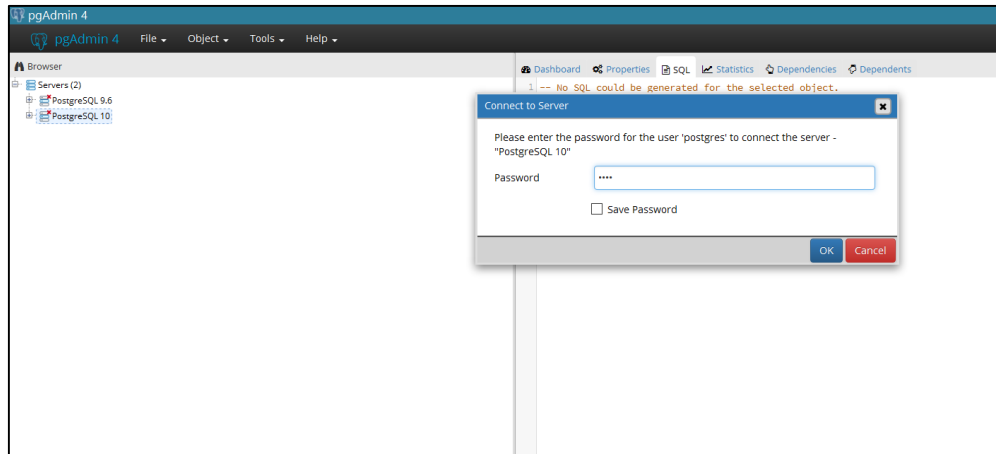 pgAdmin 4
pgAdmin 4 File Object Tools Help
Browser
Servers (2)
PostgreSQL 9.6
PostgreSQL 10
Dashboard Properties SQL Statistics Dependencies Dependents
1 -- No SQL could be generated for the selected object.
Connect to Server
Please enter the password for the user 'postgres' to connect the server -
"PostgreSQL 10"
Password ••••
Save Password
OK Cancel